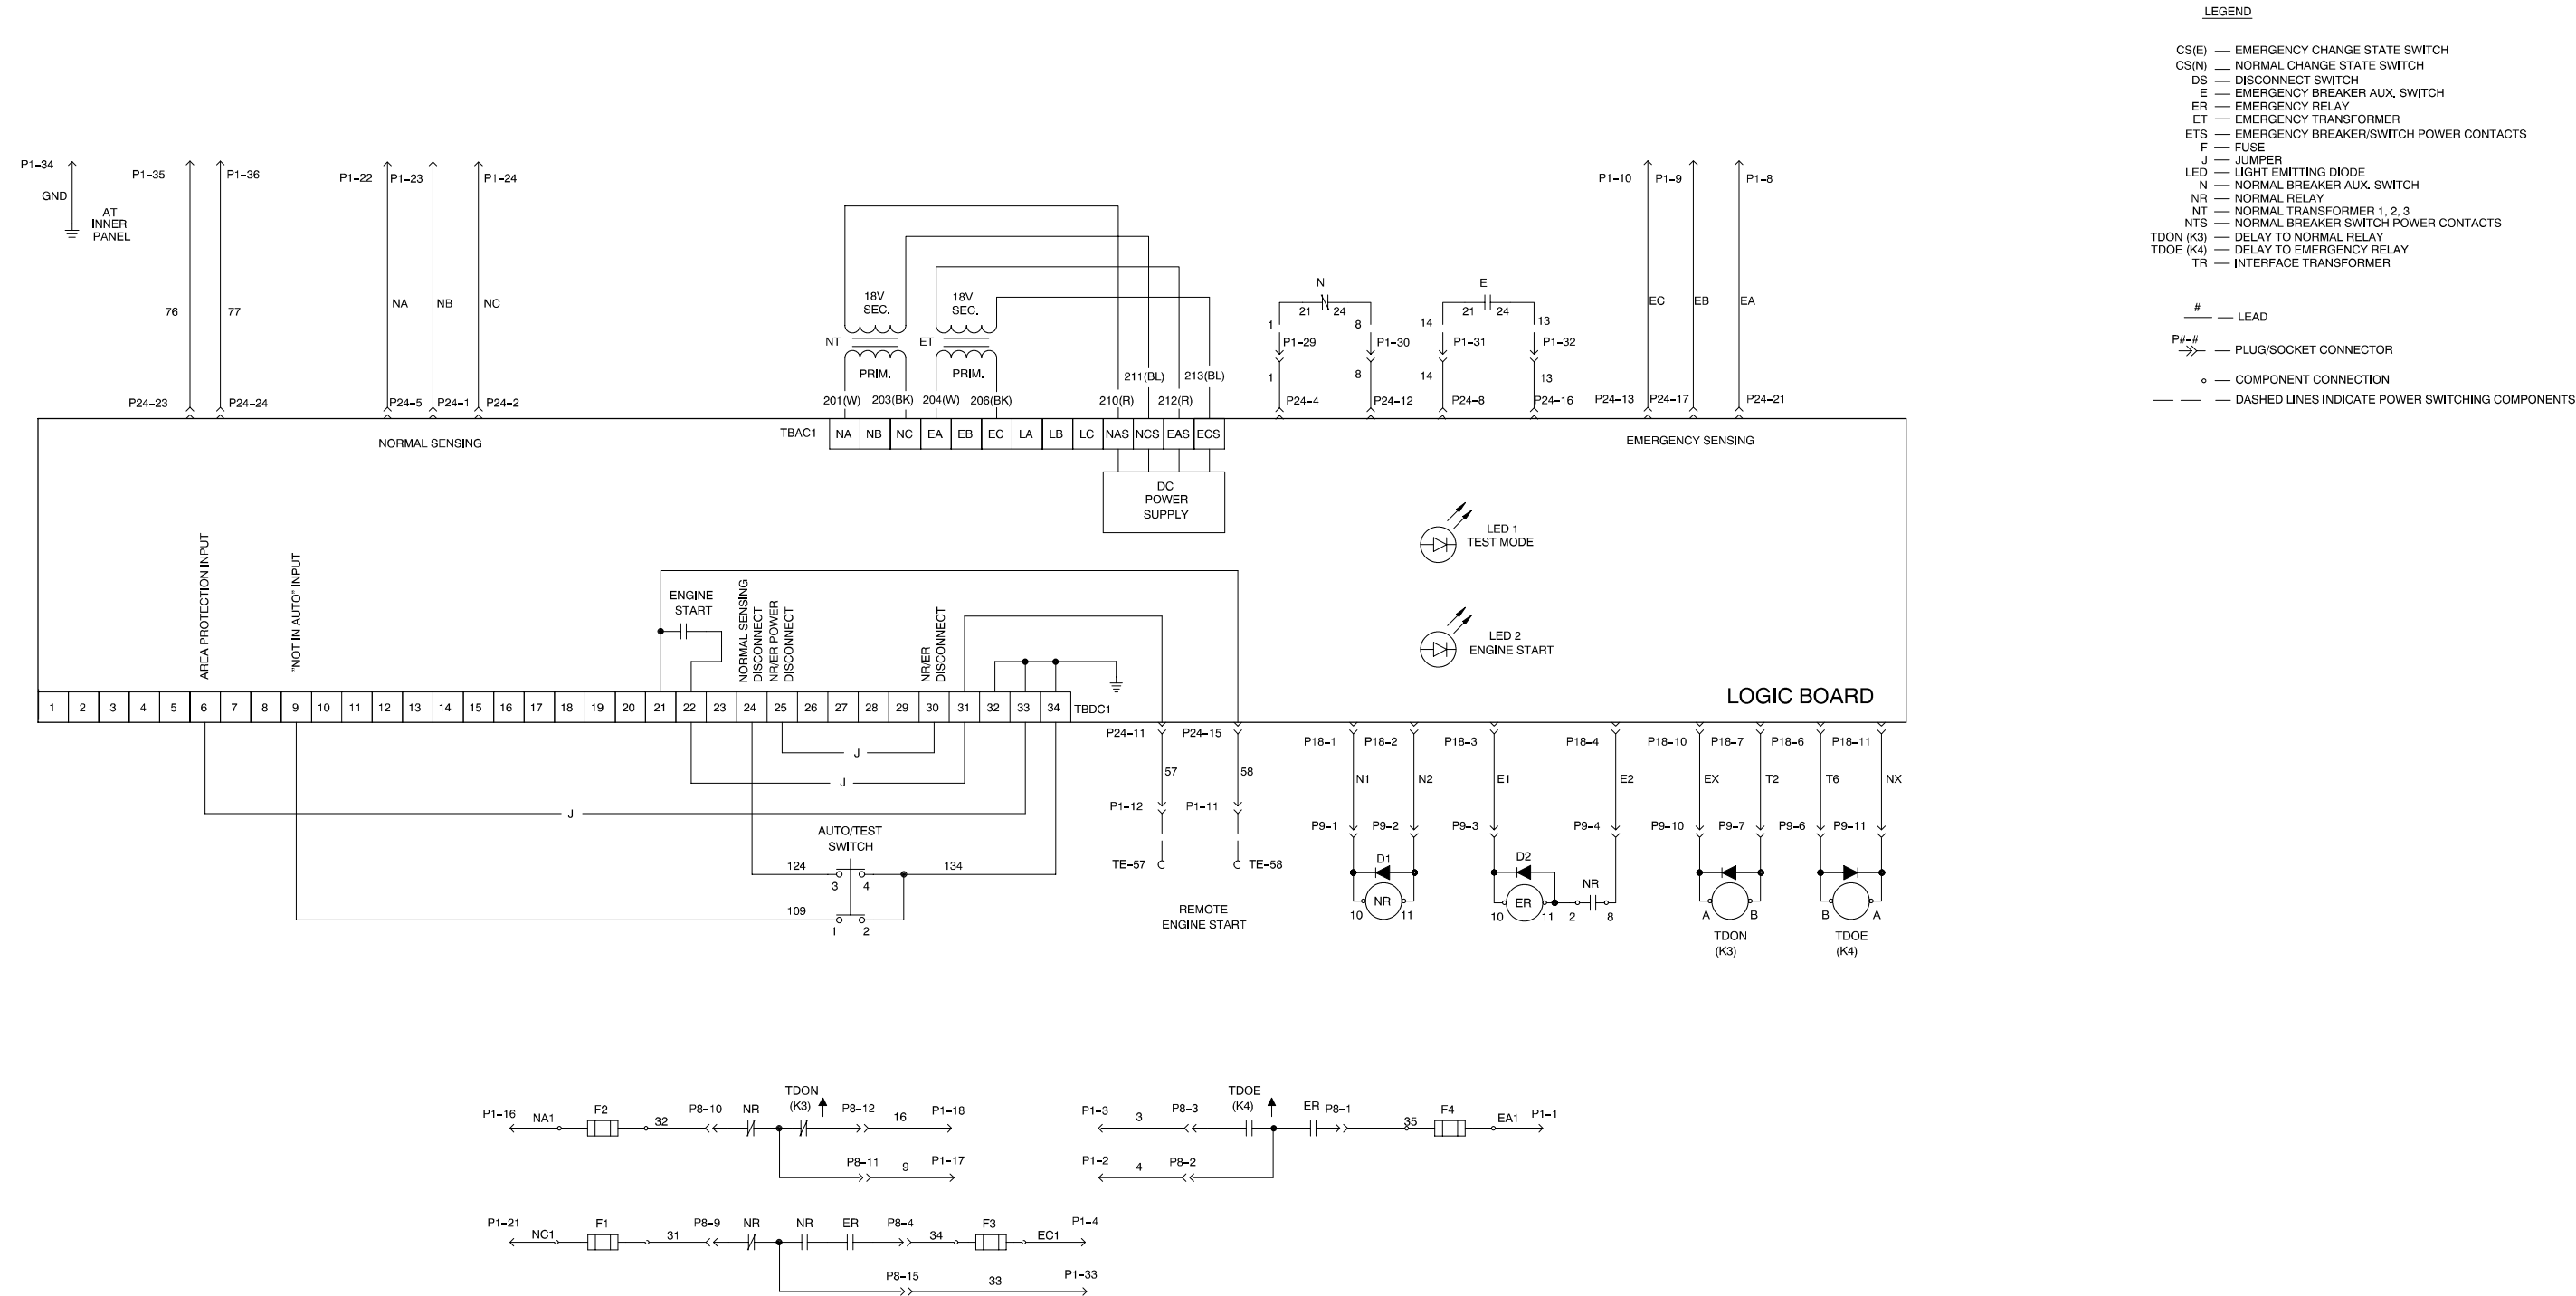 LEGEND
CS(E) — EMERGENCY CHANGE STATE SWITCH
CS(N) — NORMAL CHANGE STATE SWITCH
DS — DISCONNECT SWITCH
E — EMERGENCY BREAKER AUX. SWITCH
ER — EMERGENCY RELAY
ET — EMERGENCY TRANSFORMER
ETS — EMERGENCY BREAKER/SWITCH POWER CONTACTS
F — FUSE
J — JUMPER
LED — LIGHT EMITTING DIODE
N — NORMAL BREAKER AUX. SWITCH
NR — NORMAL RELAY
NT — NORMAL TRANSFORMER 1, 2, 3
NTS — NORMAL BREAKER SWITCH POWER CONTACTS
TDON (K3) — DELAY TO NORMAL RELAY
TDOE (K4) — DELAY TO EMERGENCY RELAY
TR — INTERFACE TRANSFORMER
# — LEAD
P#-# — PLUG/SOCKET CONNECTOR
— COMPONENT CONNECTION
— DASHED LINES INDICATE POWER SWITCHING COMPONENTS
P1-34
GND
AT
INNER
PANEL
P1-35 P1-36 P1-22 P1-23 P1-24
76 77 NA NB NC
P24-23 P24-24 P24-5 P24-1 P24-2
18V
SEC.
18V
SEC.
NT ET
PRIM. PRIM.
201(W) 203(BK) 204(W) 206(BK) 210(R) 211(BL) 212(R) 213(BL)
N
21 24
1 8
P1-29 P1-30
1 8
P24-4 P24-12
E
21 24
14 13
P1-31 P1-32
14 13
P24-8 P24-16
P1-10 P1-9 P1-8
EC EB EA
P24-13 P24-17 P24-21
NORMAL SENSING
TBAC1 NA NB NC EA EB EC LA LB LC NAS NCS EAS ECS
EMERGENCY SENSING
DC
POWER
SUPPLY
LED 1
TEST MODE
LED 2
ENGINE START
AREA PROTECTION INPUT
"NOT IN AUTO" INPUT
ENGINE
START
NORMAL SENSING
DISCONNECT
NR/ER POWER
DISCONNECT
NR/ER
DISCONNECT
LOGIC BOARD
1 2 3 4 5 6 7 8 9 10 11 12 13 14 15 16 17 18 19 20 21 22 23 24 25 26 27 28 29 30 31 32 33 34 TBDC1
J
J
J
AUTO/TEST
SWITCH
124 134
3 4
109
1 2
P24-11 P24-15
57 58
P1-12 P1-11
TE-57 TE-58
REMOTE
ENGINE START
P18-1 P18-2 P18-3 P18-4 P18-10 P18-7 P18-6 P18-11
N1 N2 E1 E2 EX T2 T6 NX
P9-1 P9-2 P9-3 P9-4 P9-10 P9-7 P9-6 P9-11
D1 D2
NR ER NR
10 11 10 11 2 8 A B B A
TDON
(K3)
TDOE
(K4)
P1-16 NA1 F2 32 P8-10 NR TDON
(K3) P8-12 16 P1-18
P8-11 9 P1-17
P1-3 3 P8-3 TDOE
(K4) ER P8-1 35 F4 EA1 P1-1
P1-2 4 P8-2
P1-21 NC1 F1 31 P8-9 NR NR ER P8-4 34 F3 EC1 P1-4
P8-15 33 P1-33